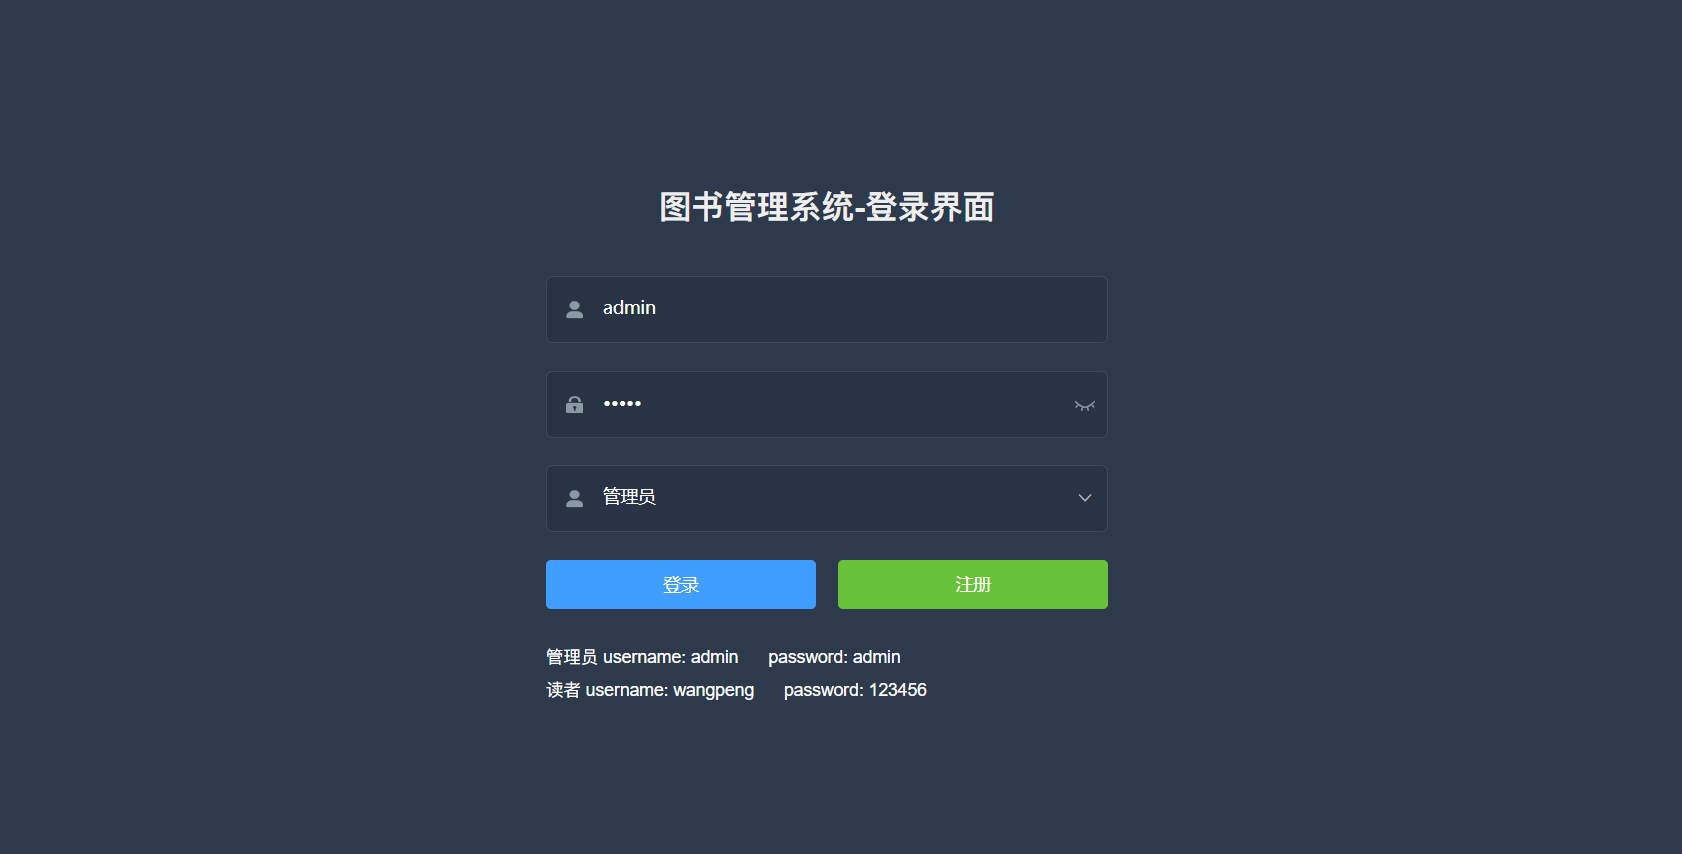 图书管理系统-登录界面
admin
•••••
管理员
登录 注册
管理员 username: admin password: admin
读者 username: wangpeng password: 123456